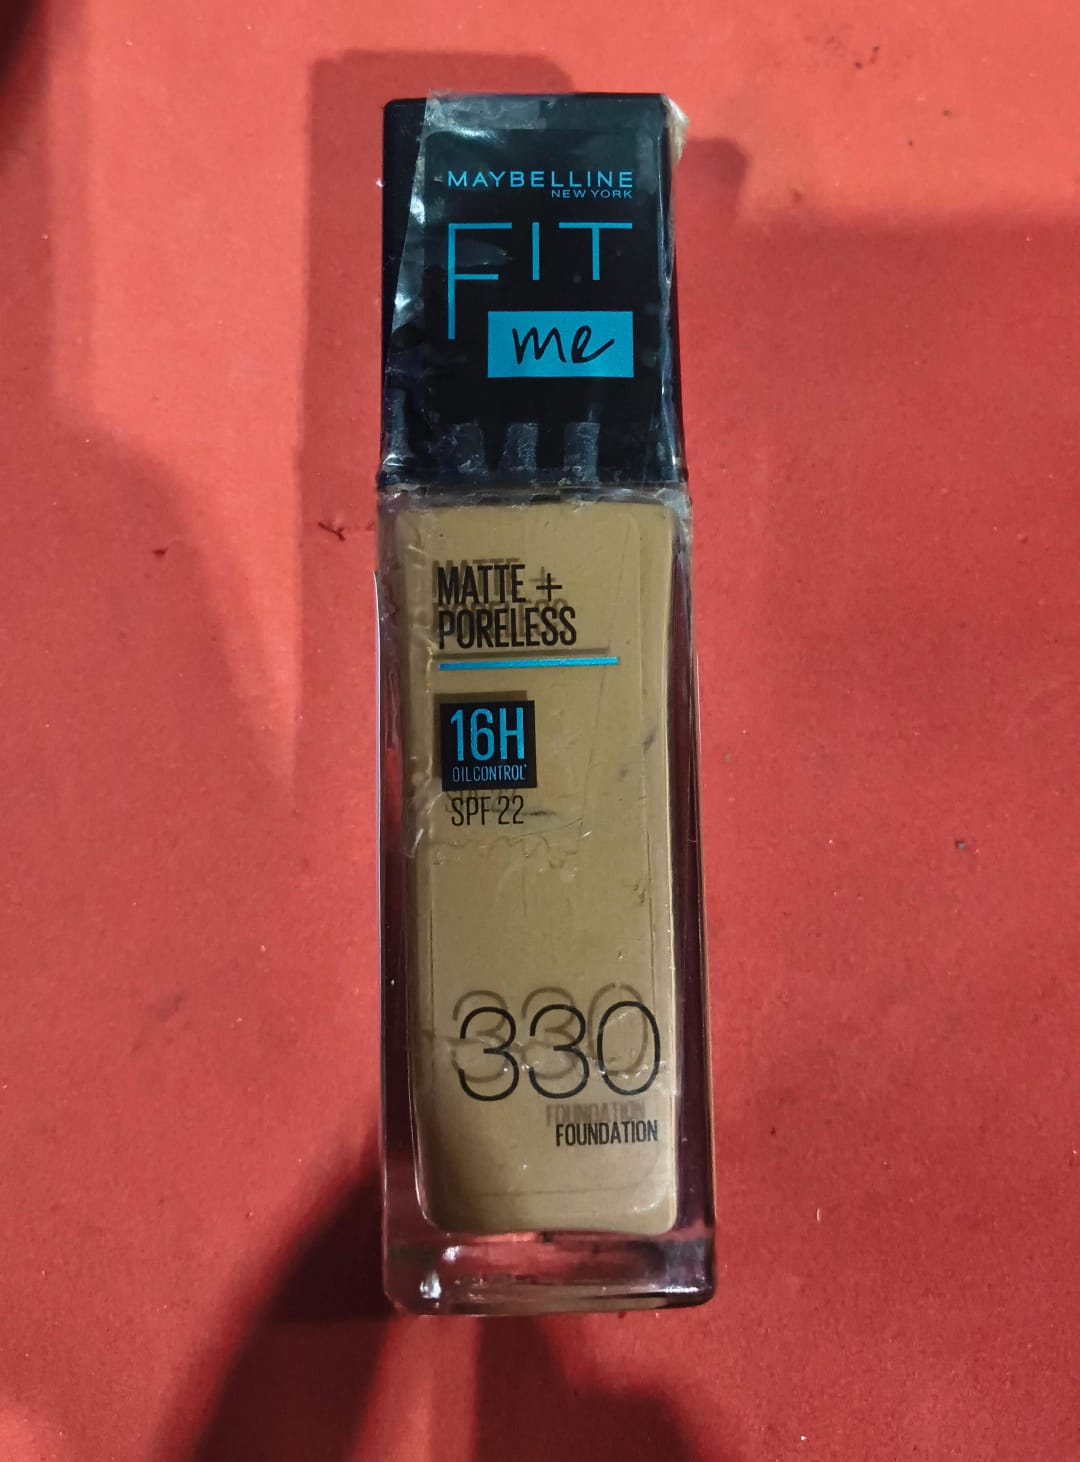 MAYBELLINE
NEW YORK
FIT
me
MATTE +
PORELESS
16H
OIL CONTROL*
SPF 22
330
FOUNDATION